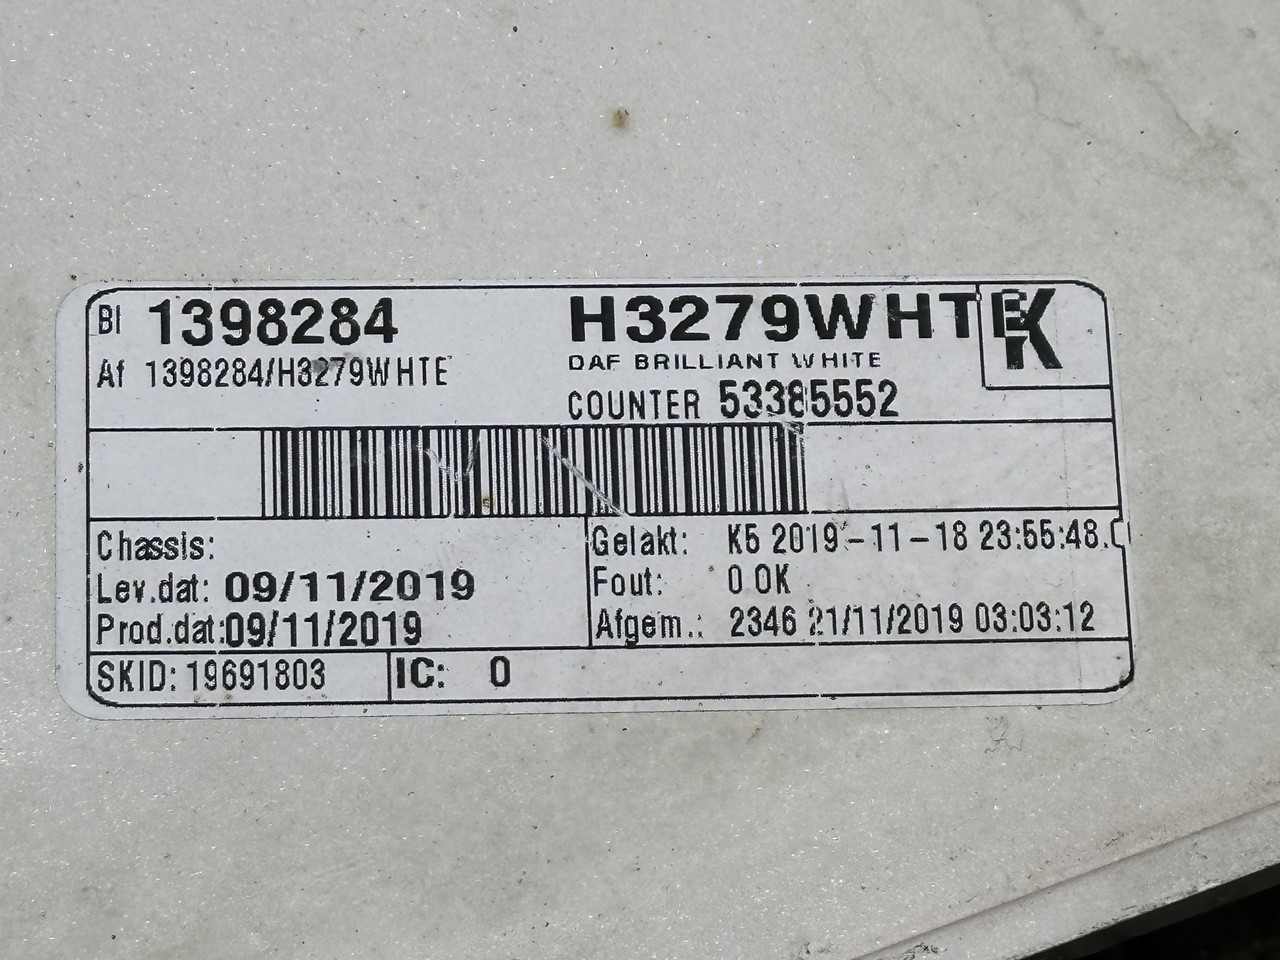 BI 1398284 H3279WHTE K
Af 1398284/H3279WHTE DAF BRILLIANT WHITE
COUNTER 53385552
Chassis: Gelakt: K5 2019-11-18 23:55:48.
Lev.dat: 09/11/2019 Fout: 0 OK
Prod.dat:09/11/2019 Afgem.: 2346 21/11/2019 03:03:12
SKID: 19691803 IC: 0